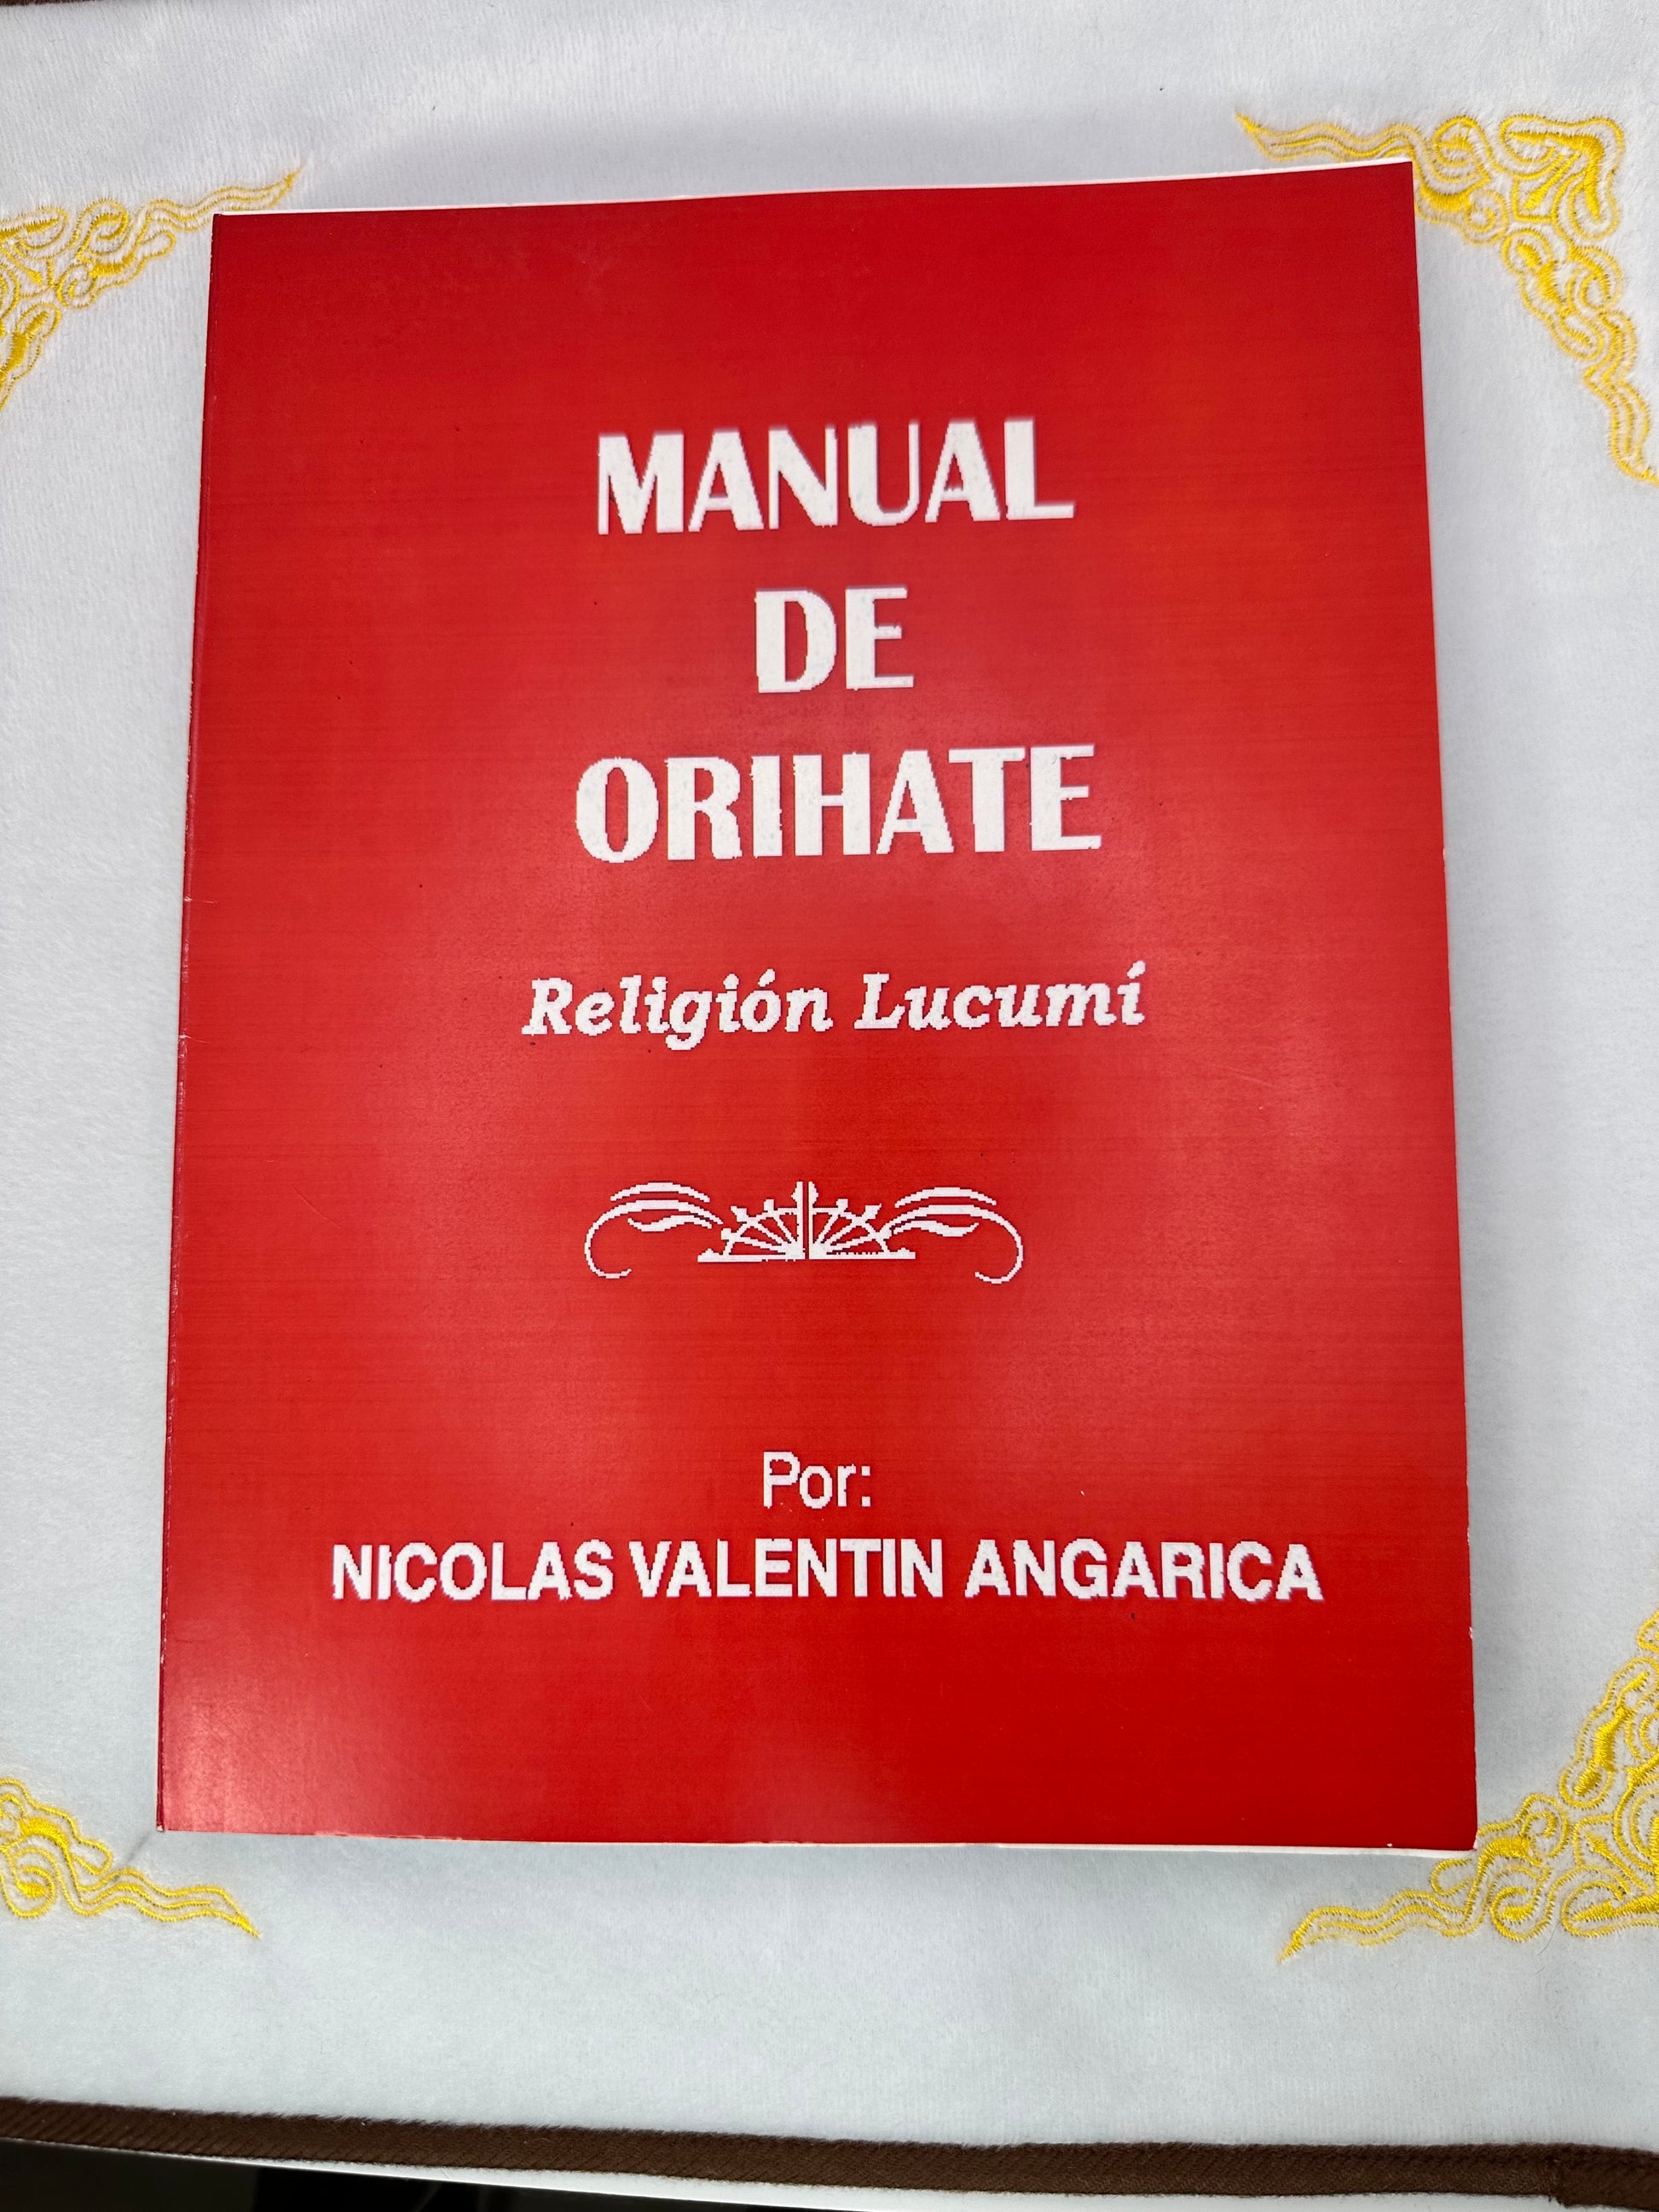 MANUAL
DE
ORIHATE
Religión Lucumí
Por:
NICOLAS VALENTIN ANGARICA